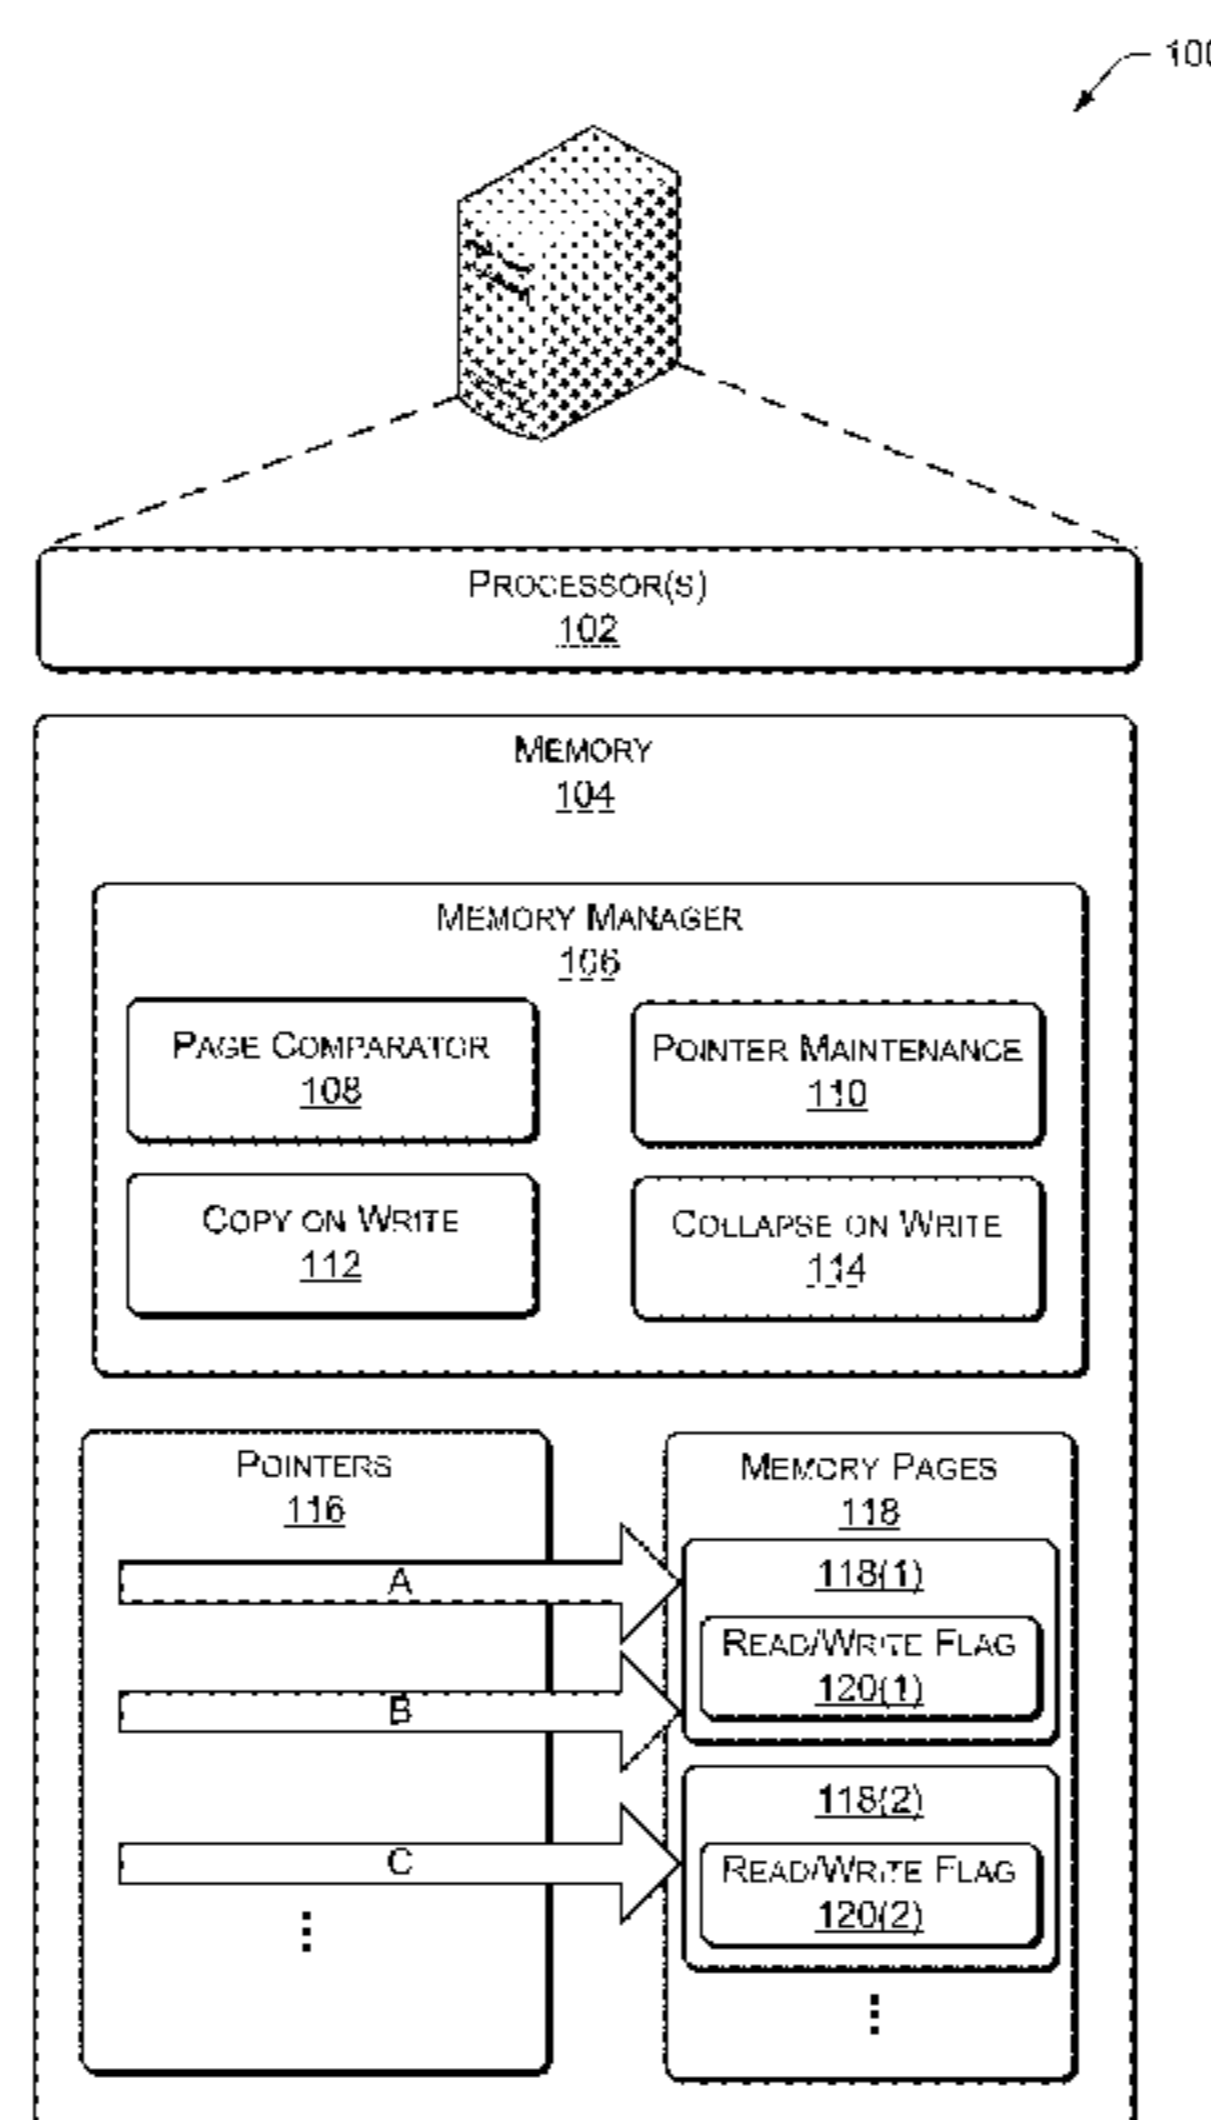 100
PROCESSOR(S)
102
MEMORY
104
MEMORY MANAGER
106
PAGE COMPARATOR
108
POINTER MAINTENANCE
110
COPY ON WRITE
112
COLLAPSE ON WRITE
114
POINTERS
116
MEMORY PAGES
118
A
118(1)
READ/WRITE FLAG
120(1)
B
118(2)
C
READ/WRITE FLAG
120(2)